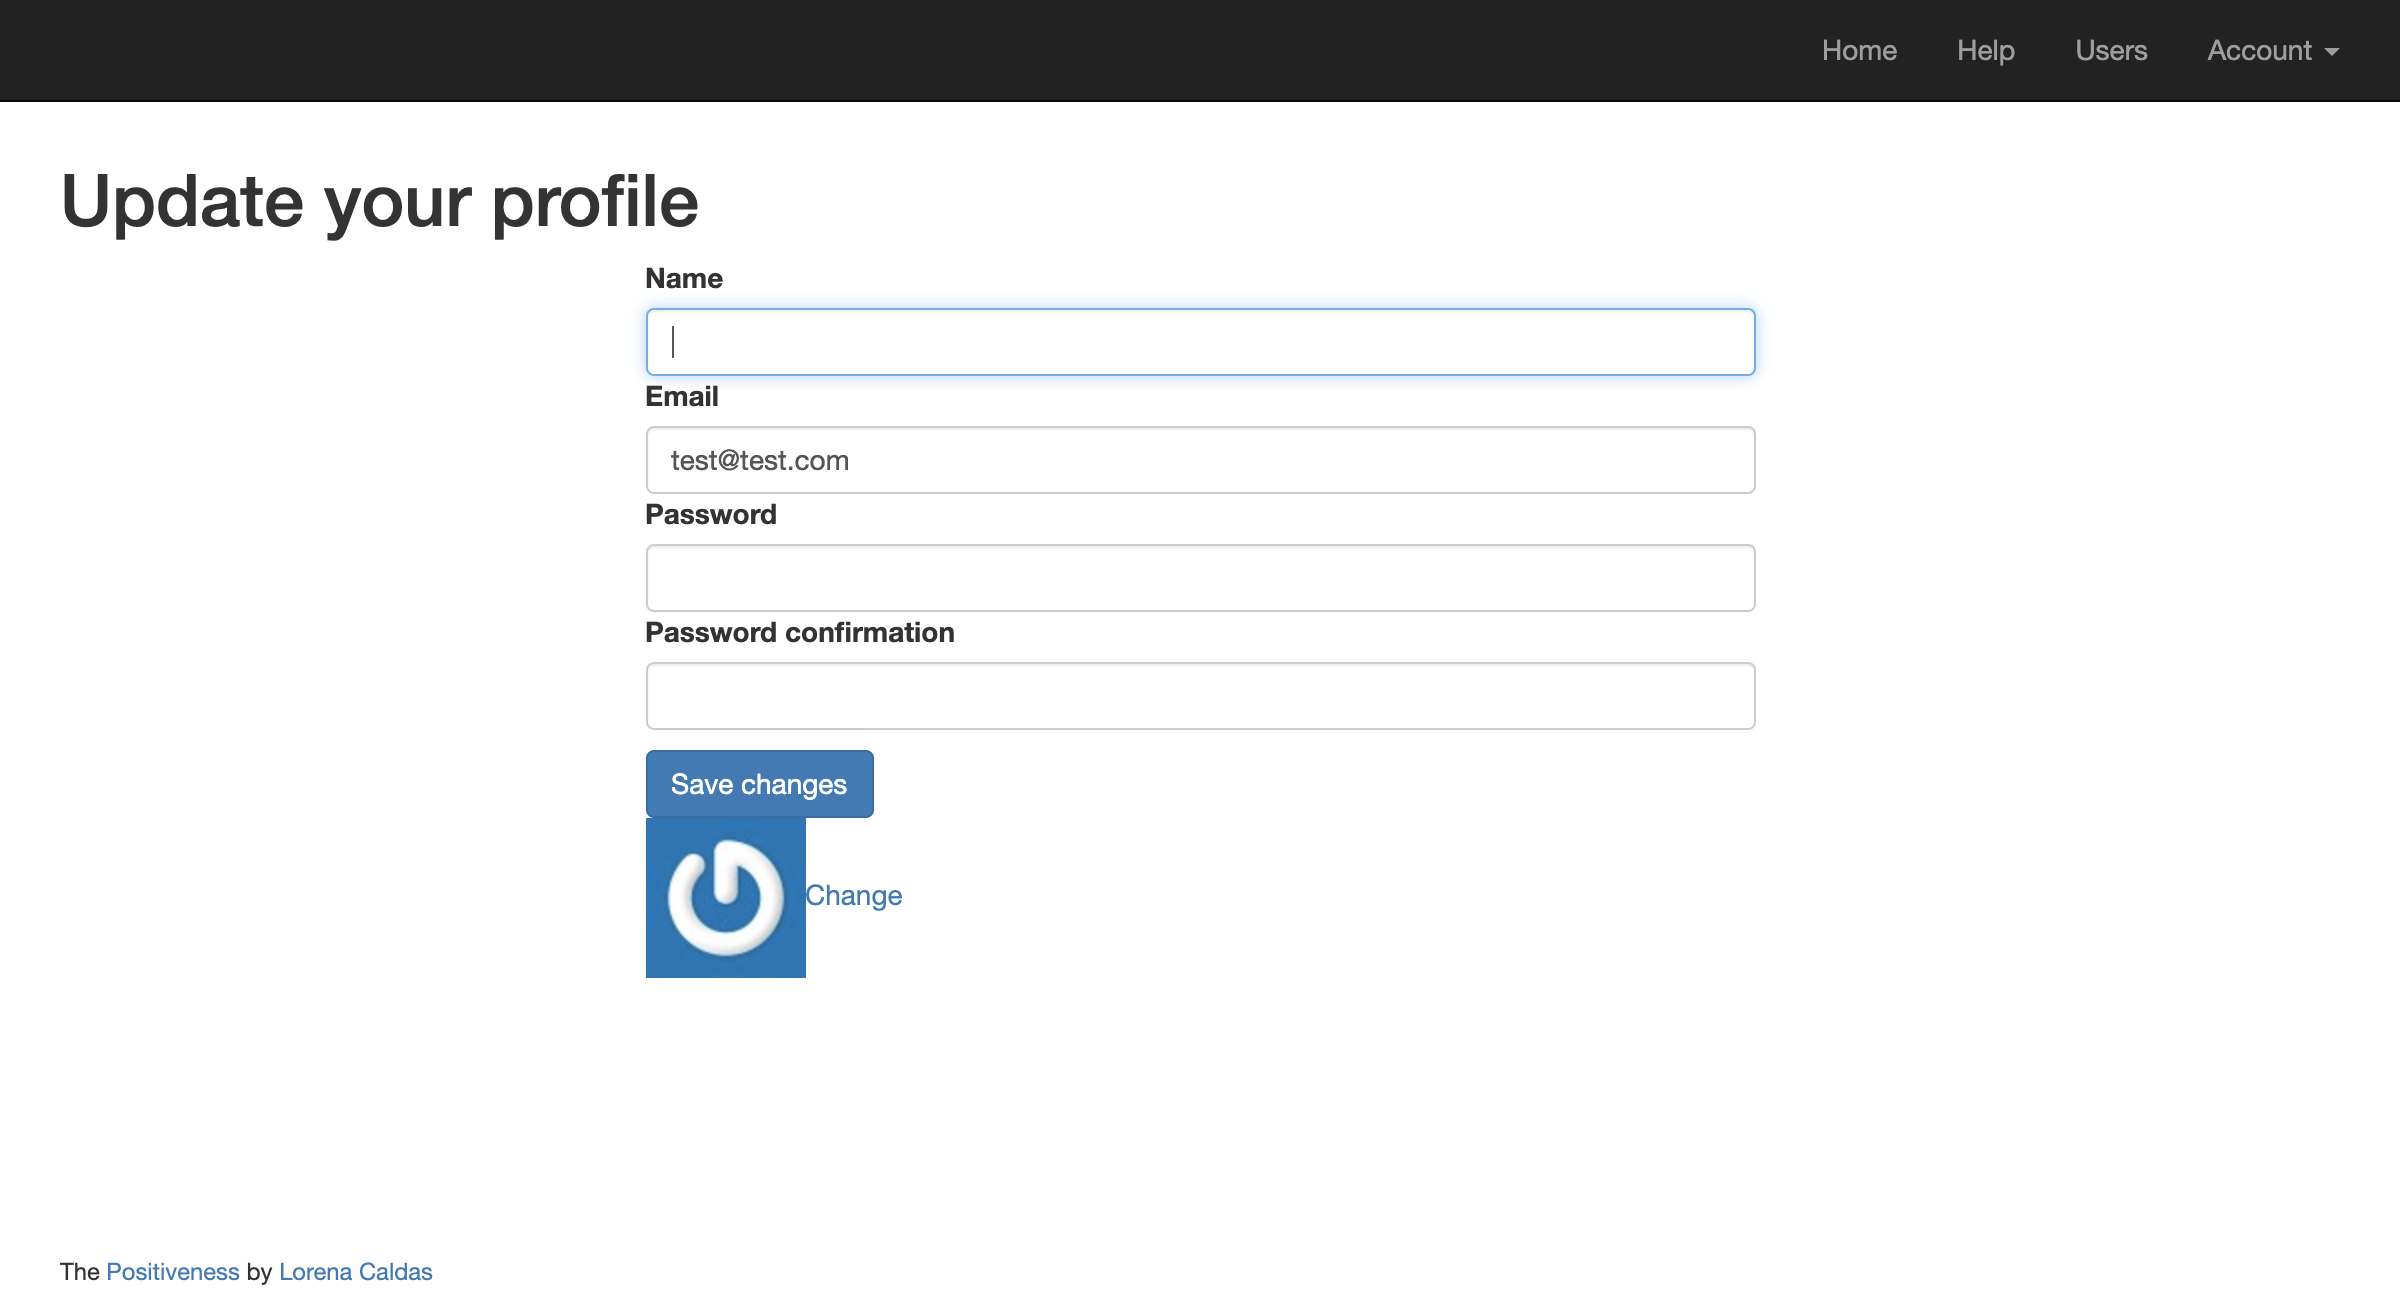 Home Help Users Account
Update your profile
Name
Email
test@test.com
Password
Password confirmation
Save changes
Change
The Positiveness by Lorena Caldas